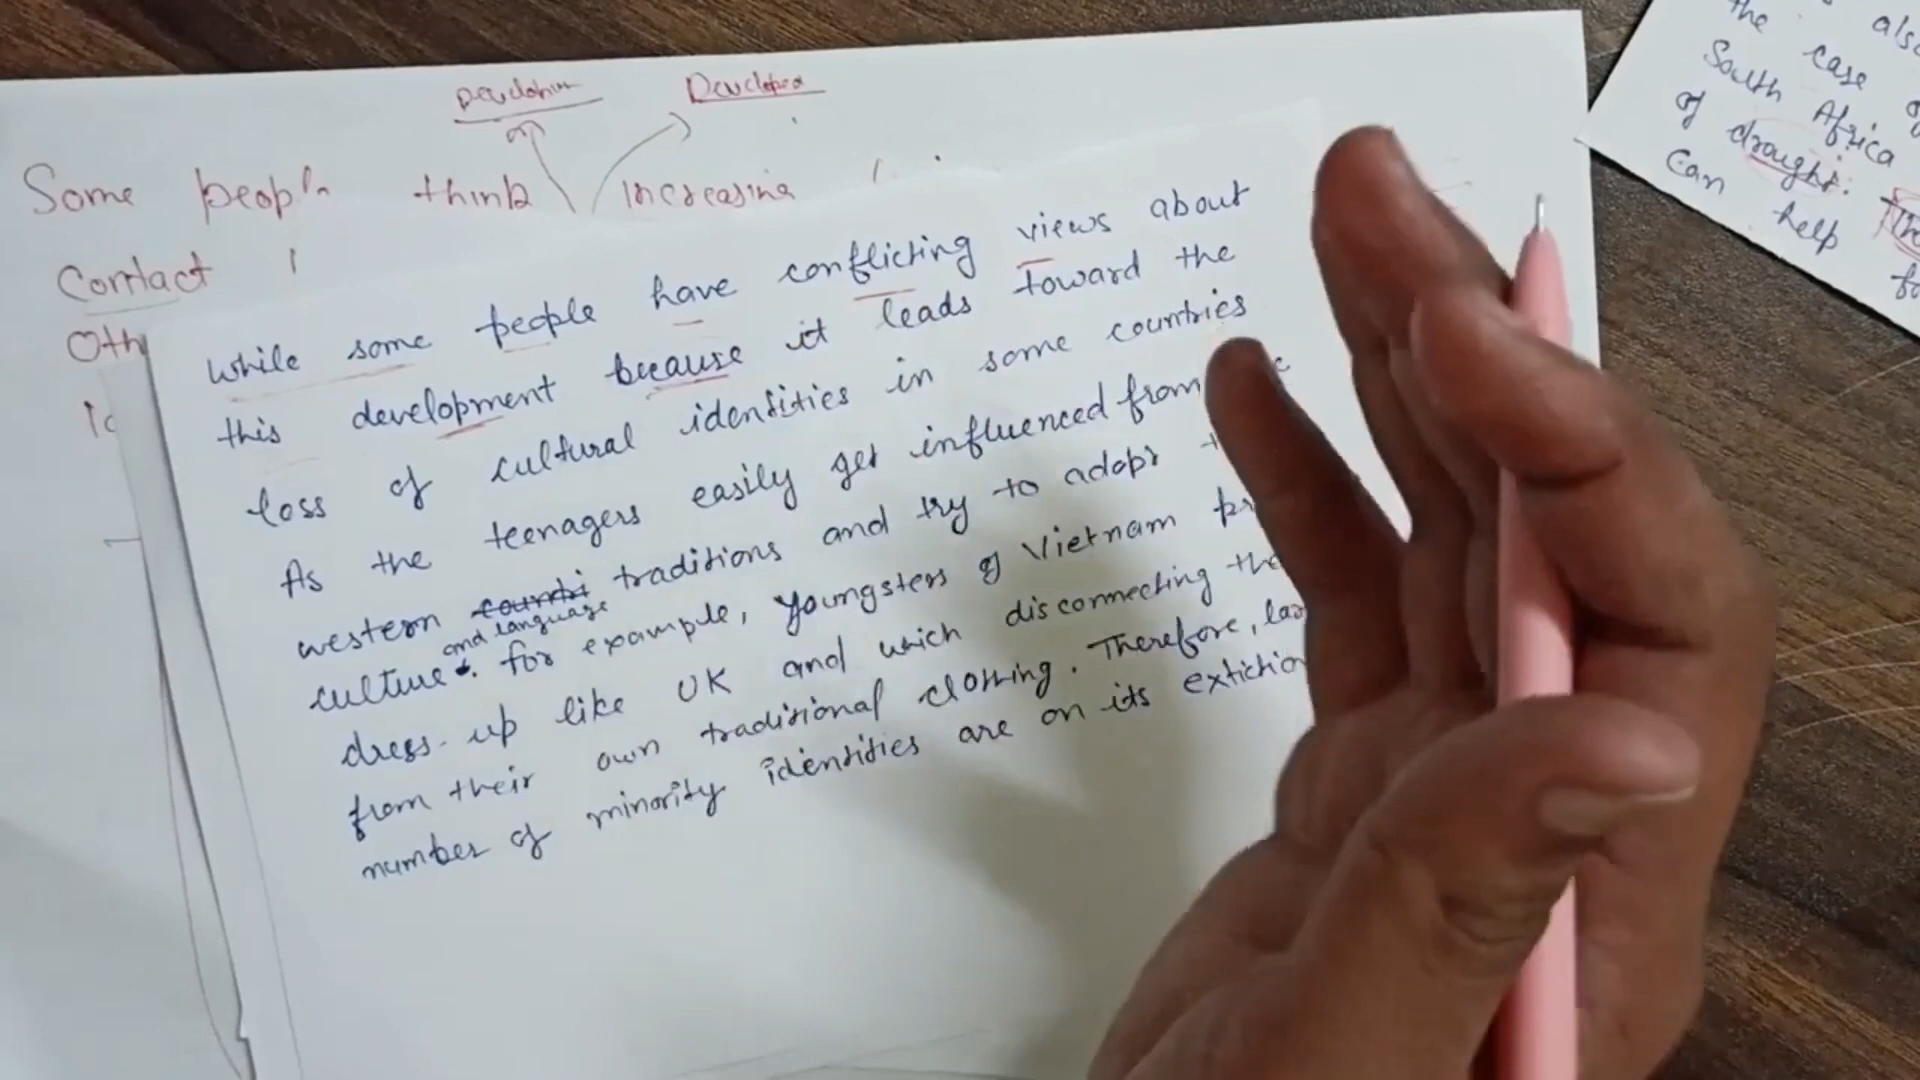 Developed
Some people think Increasing
Contact
Oth
While some people have conflicting views about
this development because it leads toward the
loss of cultural identities in some countries
As the teenagers easily get influenced from
western traditions and try to adopt
and language
culture. for example, youngsters of Vietnam
dress-up like UK and which disconnecting
from their own traditional clothing. Therefore,
number of minority identities are on its extiction
also
the case
South Africa
of draught. The
Can help